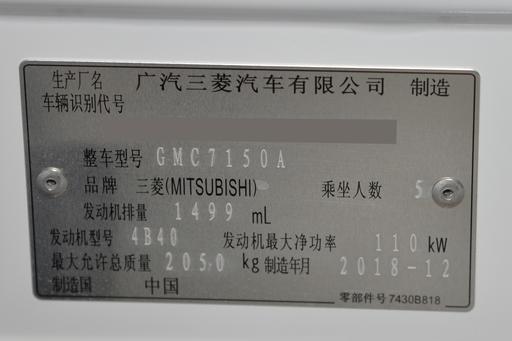 生产厂名 广汽三菱汽车有限公司 制造
车辆识别代号
整车型号 GMC7150A
品牌 三菱(MITSUBISHI) 乘坐人数 5
发动机排量 1499 mL
发动机型号 4B40 发动机最大净功率 110 kW
最大允许总质量 2050 kg 制造年月 2018-12
制造国 中国
零部件号 7430B818